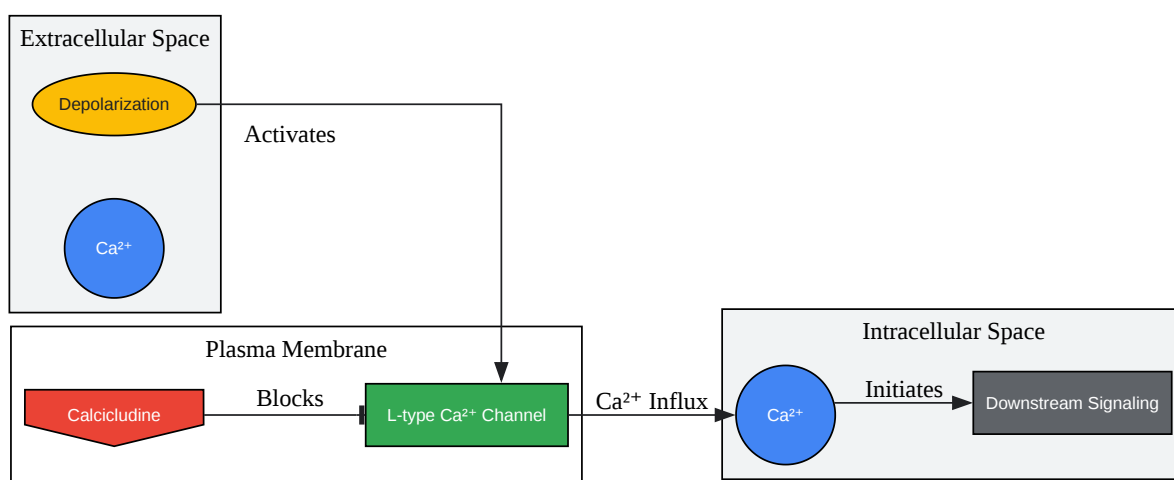 Extracellular Space
Depolarization
Activates
Ca²⁺
Plasma Membrane
Calcicludine
Blocks
L-type Ca²⁺ Channel
Ca²⁺ Influx
Intracellular Space
Ca²⁺
Initiates
Downstream Signaling